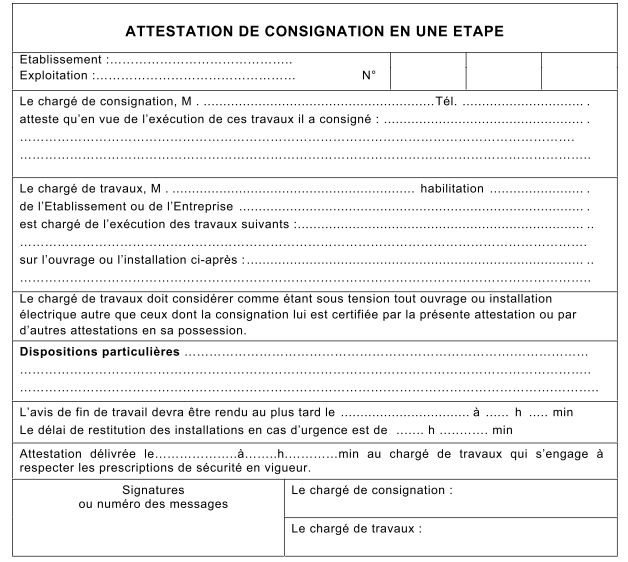 ATTESTATION DE CONSIGNATION EN UNE ETAPE
Etablissement :……………………………………..
Exploitation :………………………………………… N°
Le chargé de consignation, M . ...........................................................Tél. ............................... .
atteste qu'en vue de l'exécution de ces travaux il a consigné : ................................................... .
……………………………………………………………………………………………………………………….
…………………………………………………………………………………………………………………………..
Le chargé de travaux, M . .............................................................. habilitation ........................ .
de l'Etablissement ou de l'Entreprise ........................................................................................ .
est chargé de l'exécution des travaux suivants :......................................................................... ..
…………………………………………………………………………………………………………………………
sur l'ouvrage ou l'installation ci-après :...................................................................................... ..
…………………………………………………………………………………………………………………………..
Le chargé de travaux doit considérer comme étant sous tension tout ouvrage ou installation
électrique autre que ceux dont la consignation lui est certifiée par la présente attestation ou par
d'autres attestations en sa possession.
Dispositions particulières ……………………………………………………………………………………
…………………………………………………………………………………………………………………………..
…………………………………………………………………………………………………………………………….
L'avis de fin de travail devra être rendu au plus tard le ................................. à ...... h ..... min
Le délai de restitution des installations en cas d'urgence est de ....... h ............ min
Attestation délivrée le………………...à……..h………….min au chargé de travaux qui s'engage à
respecter les prescriptions de sécurité en vigueur.
Signatures
ou numéro des messages
Le chargé de consignation :
Le chargé de travaux :